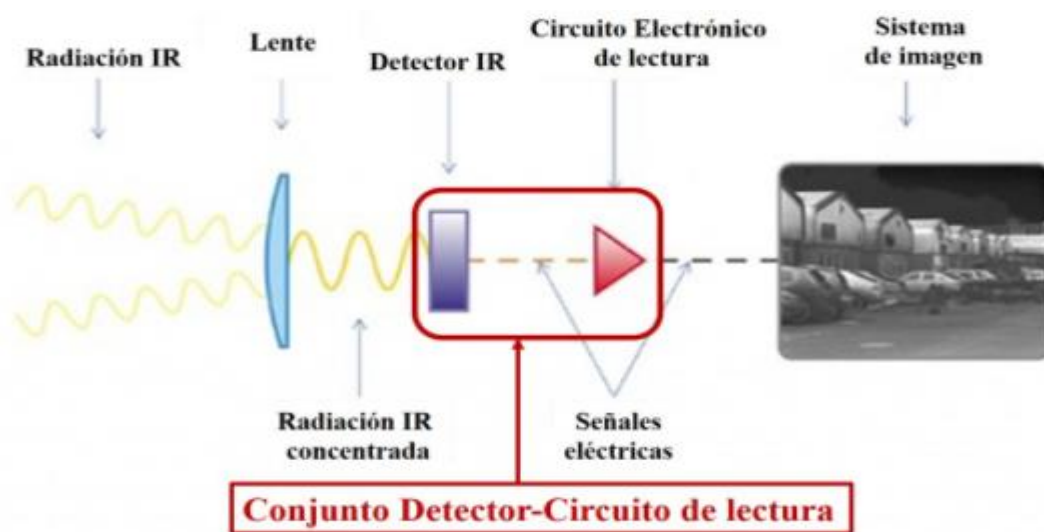 Radiación IR
Lente
Detector IR
Circuito Electrónico
de lectura
Sistema
de imagen
Radiación IR
concentrada
Señales
eléctricas
Conjunto Detector-Circuito de lectura